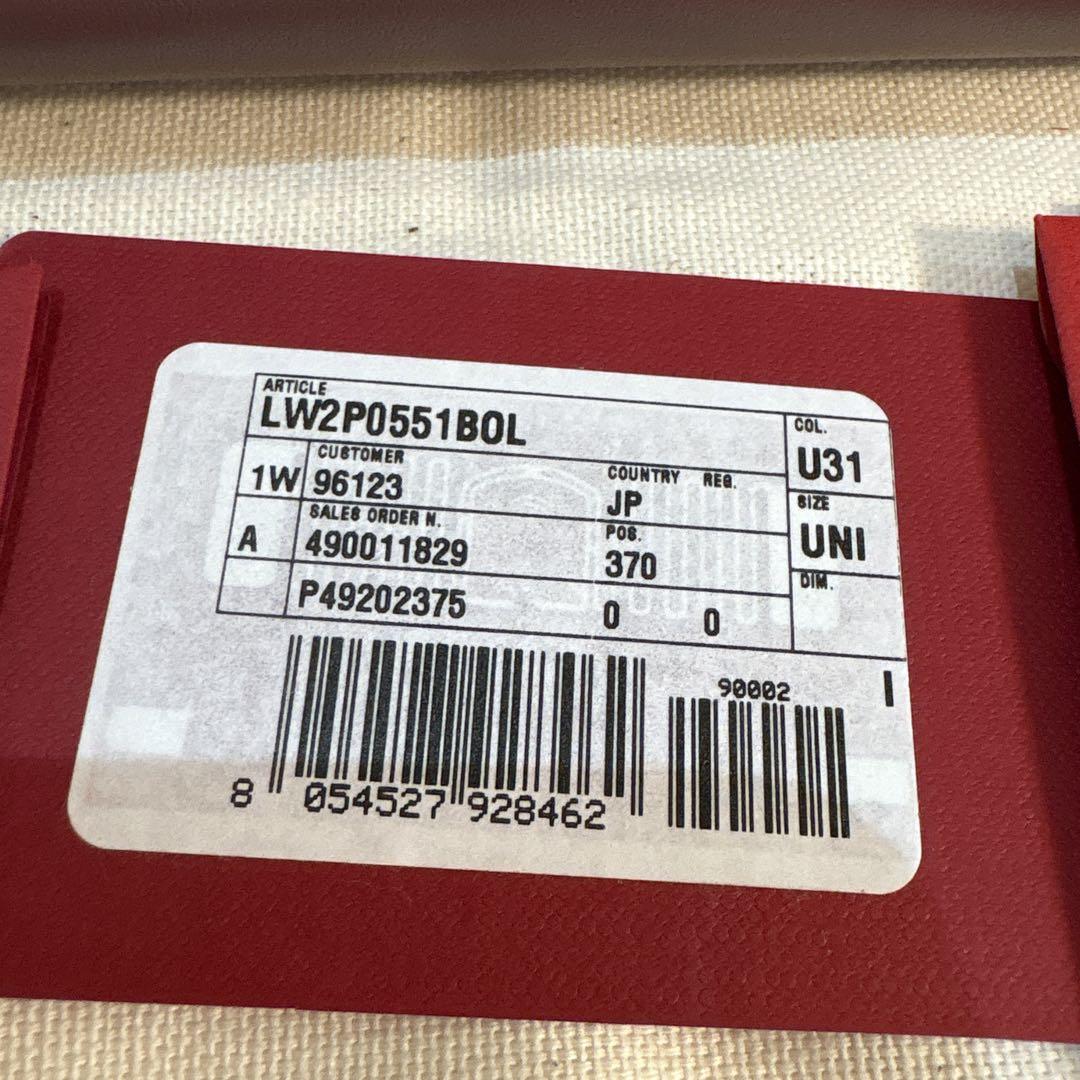 ARTICLE
LW2P0551BOL
COL.
U31
1W
CUSTOMER
96123
COUNTRY
JP
REG.
SIZE
UNI
A
SALES ORDER N.
490011829
POS.
370
DIM.
P49202375
0
0
90002
I
8 054527 928462